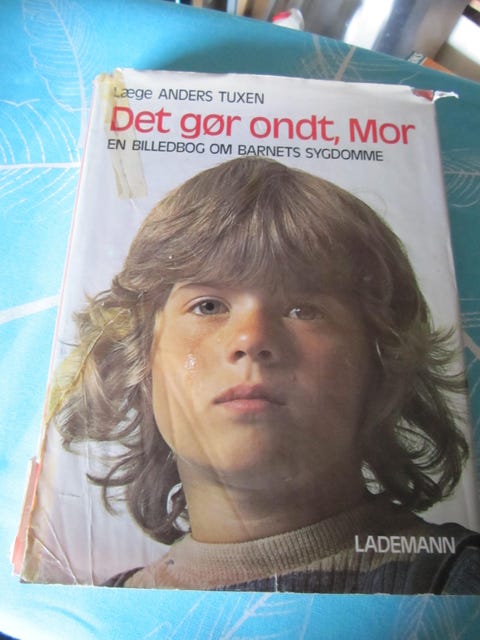 Læge ANDERS TUXEN
Det gør ondt, Mor
EN BILLEDBOG OM BARNETS SYGDOMME
LADEMANN